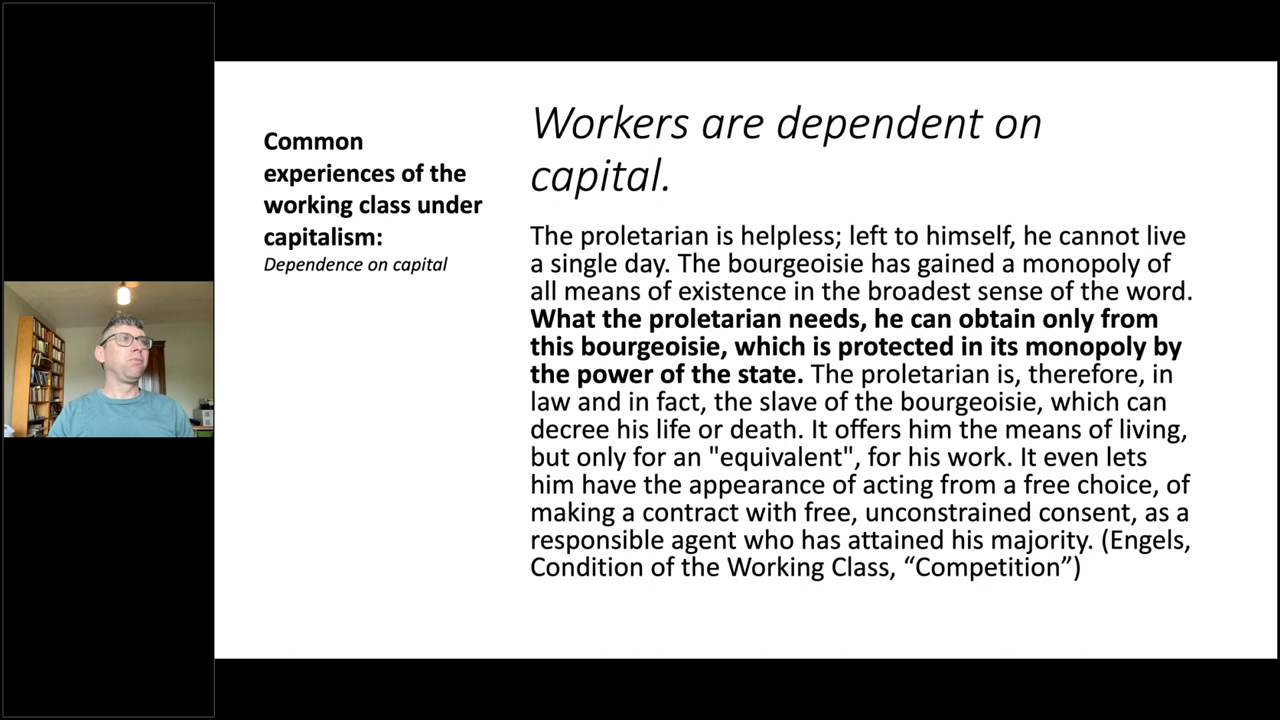 Common
experiences of the
working class under
capitalism:
Dependence on capital
Workers are dependent on
capital.
The proletarian is helpless; left to himself, he cannot live
a single day. The bourgeoisie has gained a monopoly of
all means of existence in the broadest sense of the word.
What the proletarian needs, he can obtain only from
this bourgeoisie, which is protected in its monopoly by
the power of the state. The proletarian is, therefore, in
law and in fact, the slave of the bourgeoisie, which can
decree his life or death. It offers him the means of living,
but only for an "equivalent", for his work. It even lets
him have the appearance of acting from a free choice, of
making a contract with free, unconstrained consent, as a
responsible agent who has attained his majority. (Engels,
Condition of the Working Class, “Competition”)